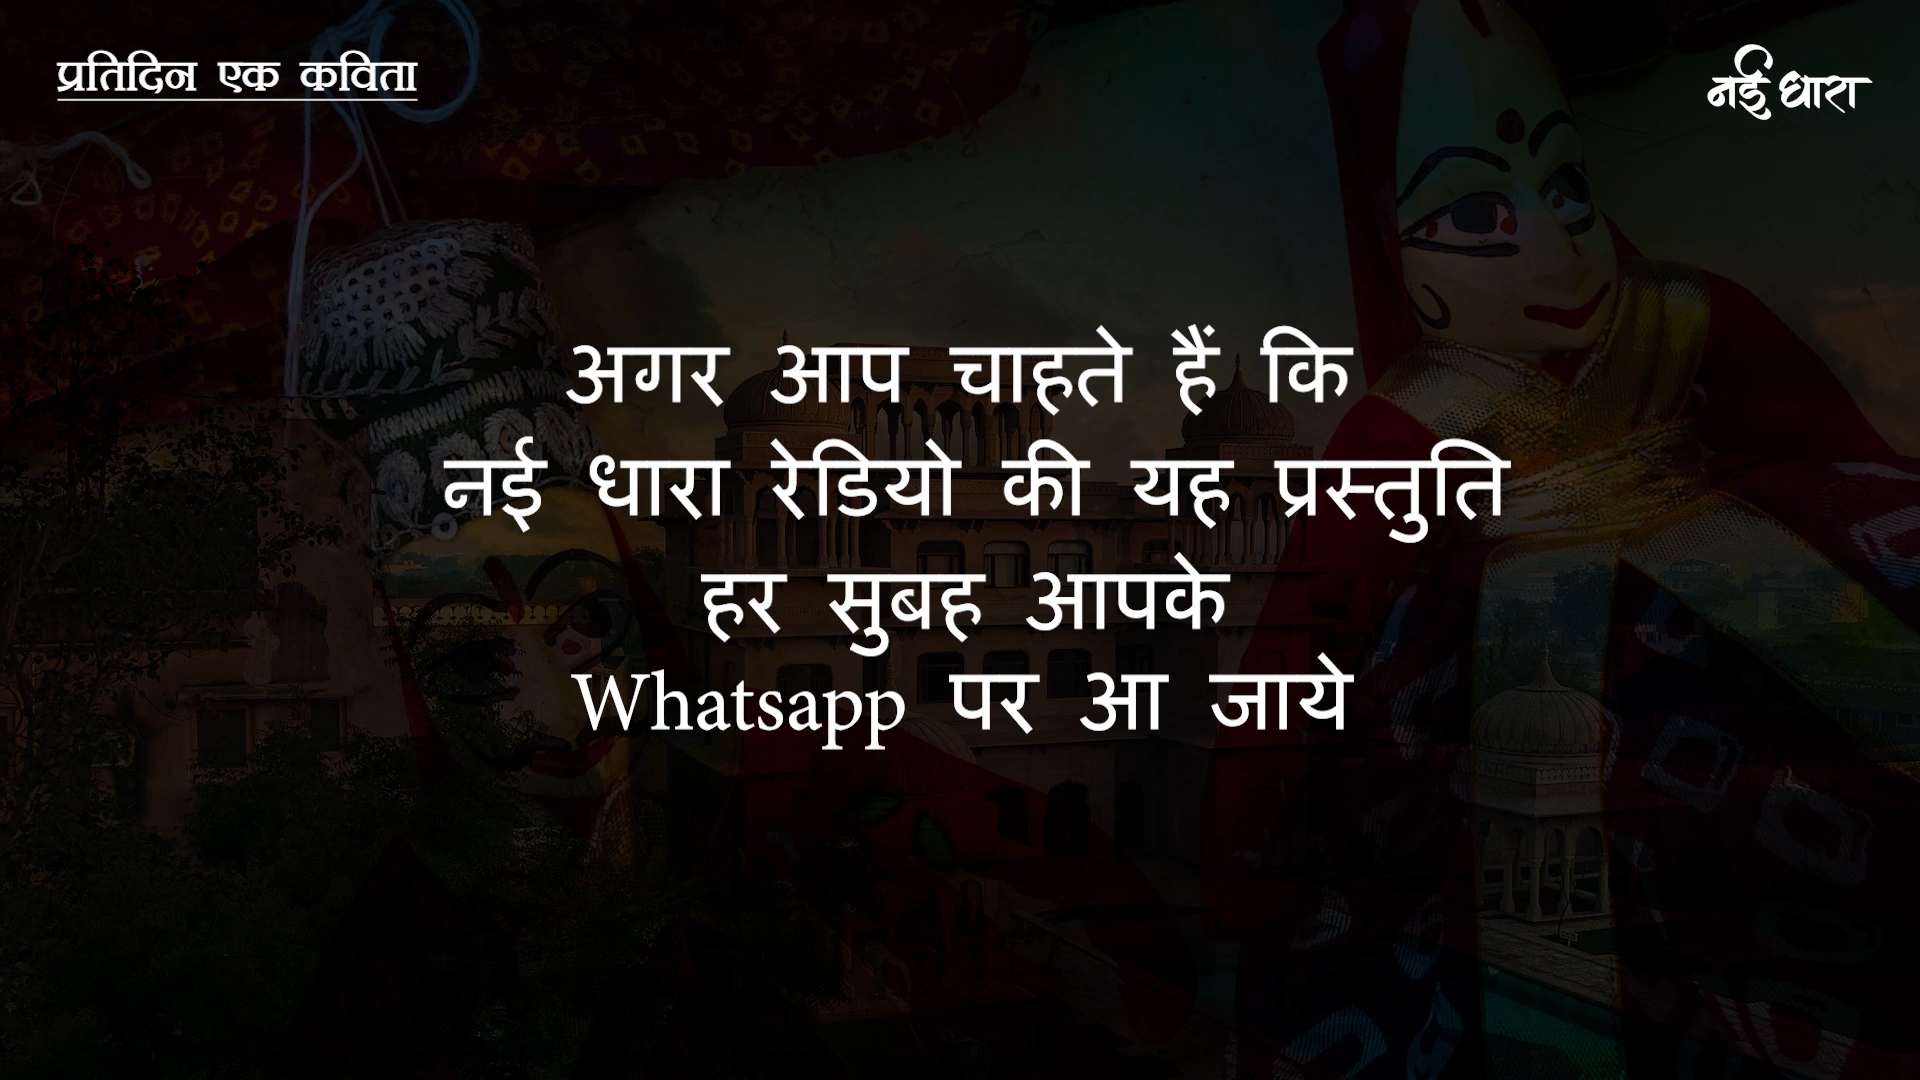 प्रतिदिन एक कविता
नई धारा
अगर आप चाहते हैं कि
नई धारा रेडियो की यह प्रस्तुति
हर सुबह आपके
Whatsapp पर आ जाये